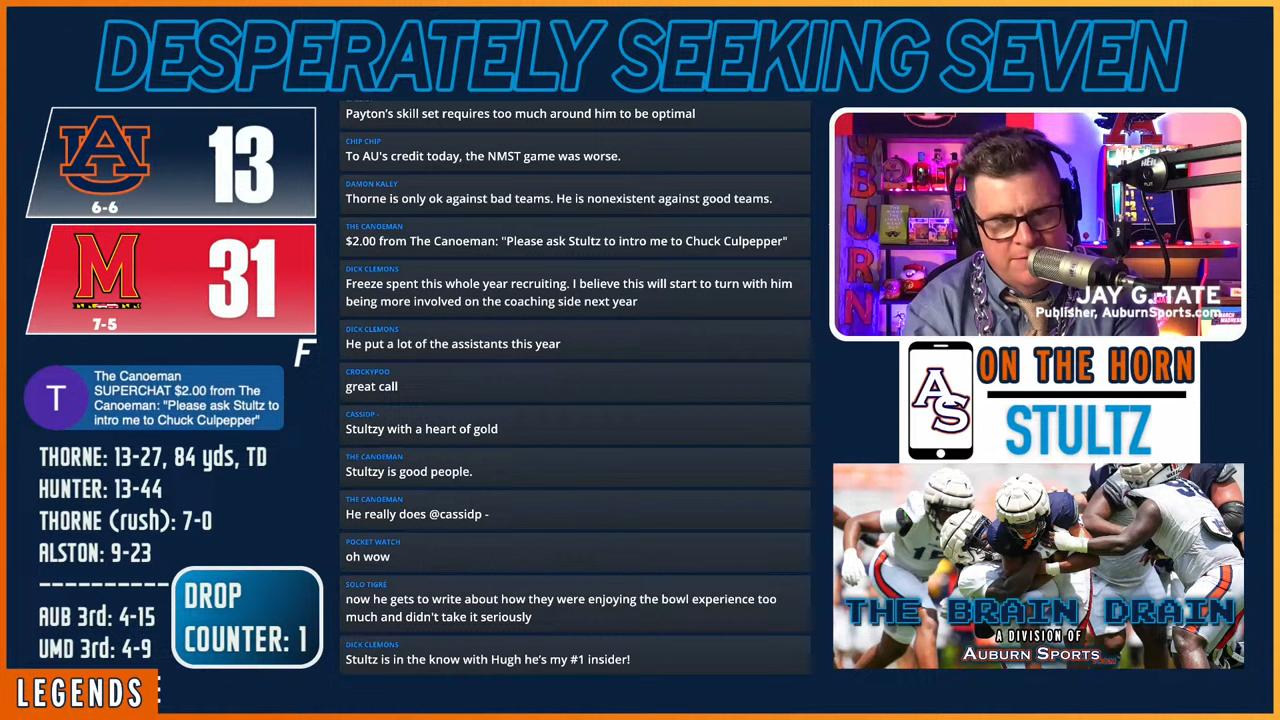 DESPERATELY SEEKING SEVEN
AU
13
6-6
M
31
7-5
F
T
The Canoeman
SUPERCHAT $2.00 from The
Canoeman: "Please ask Stultz to
intro me to Chuck Culpepper"
THORNE: 13-27, 84 yds, TD
HUNTER: 13-44
THORNE (rush): 7-0
ALSTON: 9-23
AUB 3rd: 4-15
UMD 3rd: 4-9
DROP
COUNTER: 1
LEGENDS
Payton's skill set requires too much around him to be optimal
CHIP CHIP
To AU's credit today, the NMST game was worse.
DAMON KALEY
Thorne is only ok against bad teams. He is nonexistent against good teams.
THE CANOEMAN
$2.00 from The Canoeman: "Please ask Stultz to intro me to Chuck Culpepper"
DICK CLEMONS
Freeze spent this whole year recruiting. I believe this will start to turn with him
being more involved on the coaching side next year
DICK CLEMONS
He put a lot of the assistants this year
CROCKYPOO
great call
CASSIDP -
Stultzy with a heart of gold
THE CANOEMAN
Stultzy is good people.
THE CANOEMAN
He really does @cassidp -
POCKET WATCH
oh wow
SOLO TIGRE
now he gets to write about how they were enjoying the bowl experience too
much and didn't take it seriously
DICK CLEMONS
Stultz is in the know with Hugh he's my #1 insider!
BURN
JAY G. TATE
Publisher, AuburnSports.com
AS
ON THE HORN
STULTZ
THE BRAIN DRAIN
A DIVISION OF
AUBURN SPORTS